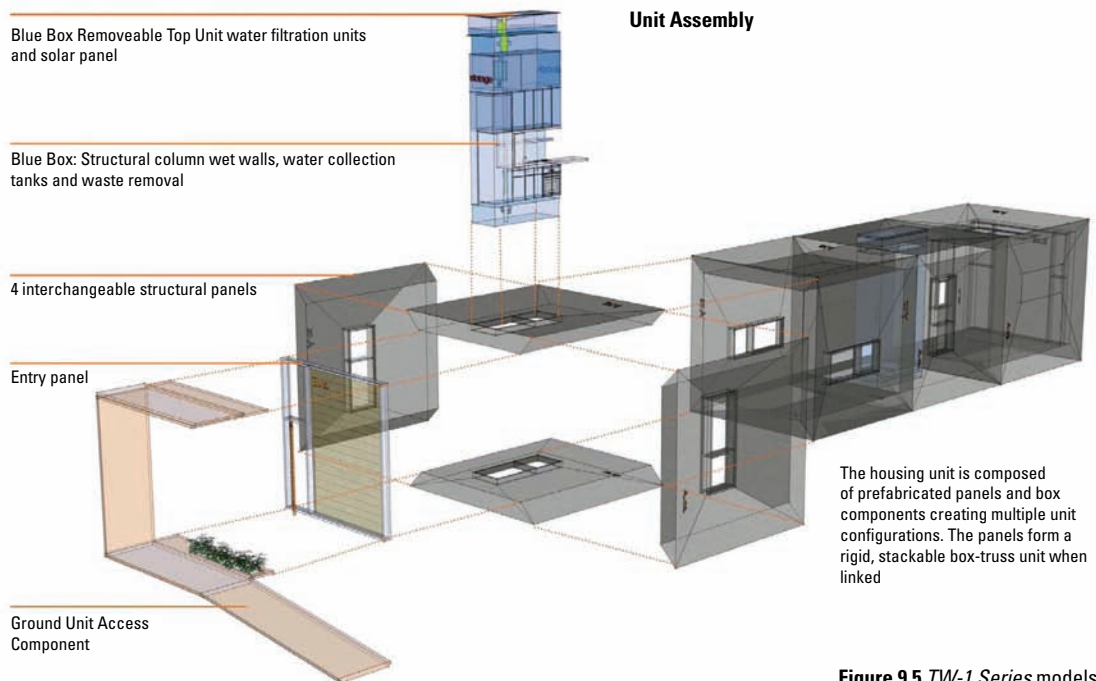 Unit Assembly
Blue Box Removeable Top Unit water filtration units
and solar panel
Blue Box: Structural column wet walls, water collection
tanks and waste removal
4 interchangeable structural panels
Entry panel
Ground Unit Access
Component
The housing unit is composed
of prefabricated panels and box
components creating multiple unit
configurations. The panels form a
rigid, stackable box-truss unit when
linked
Figure 9.5 TW-1 Series models